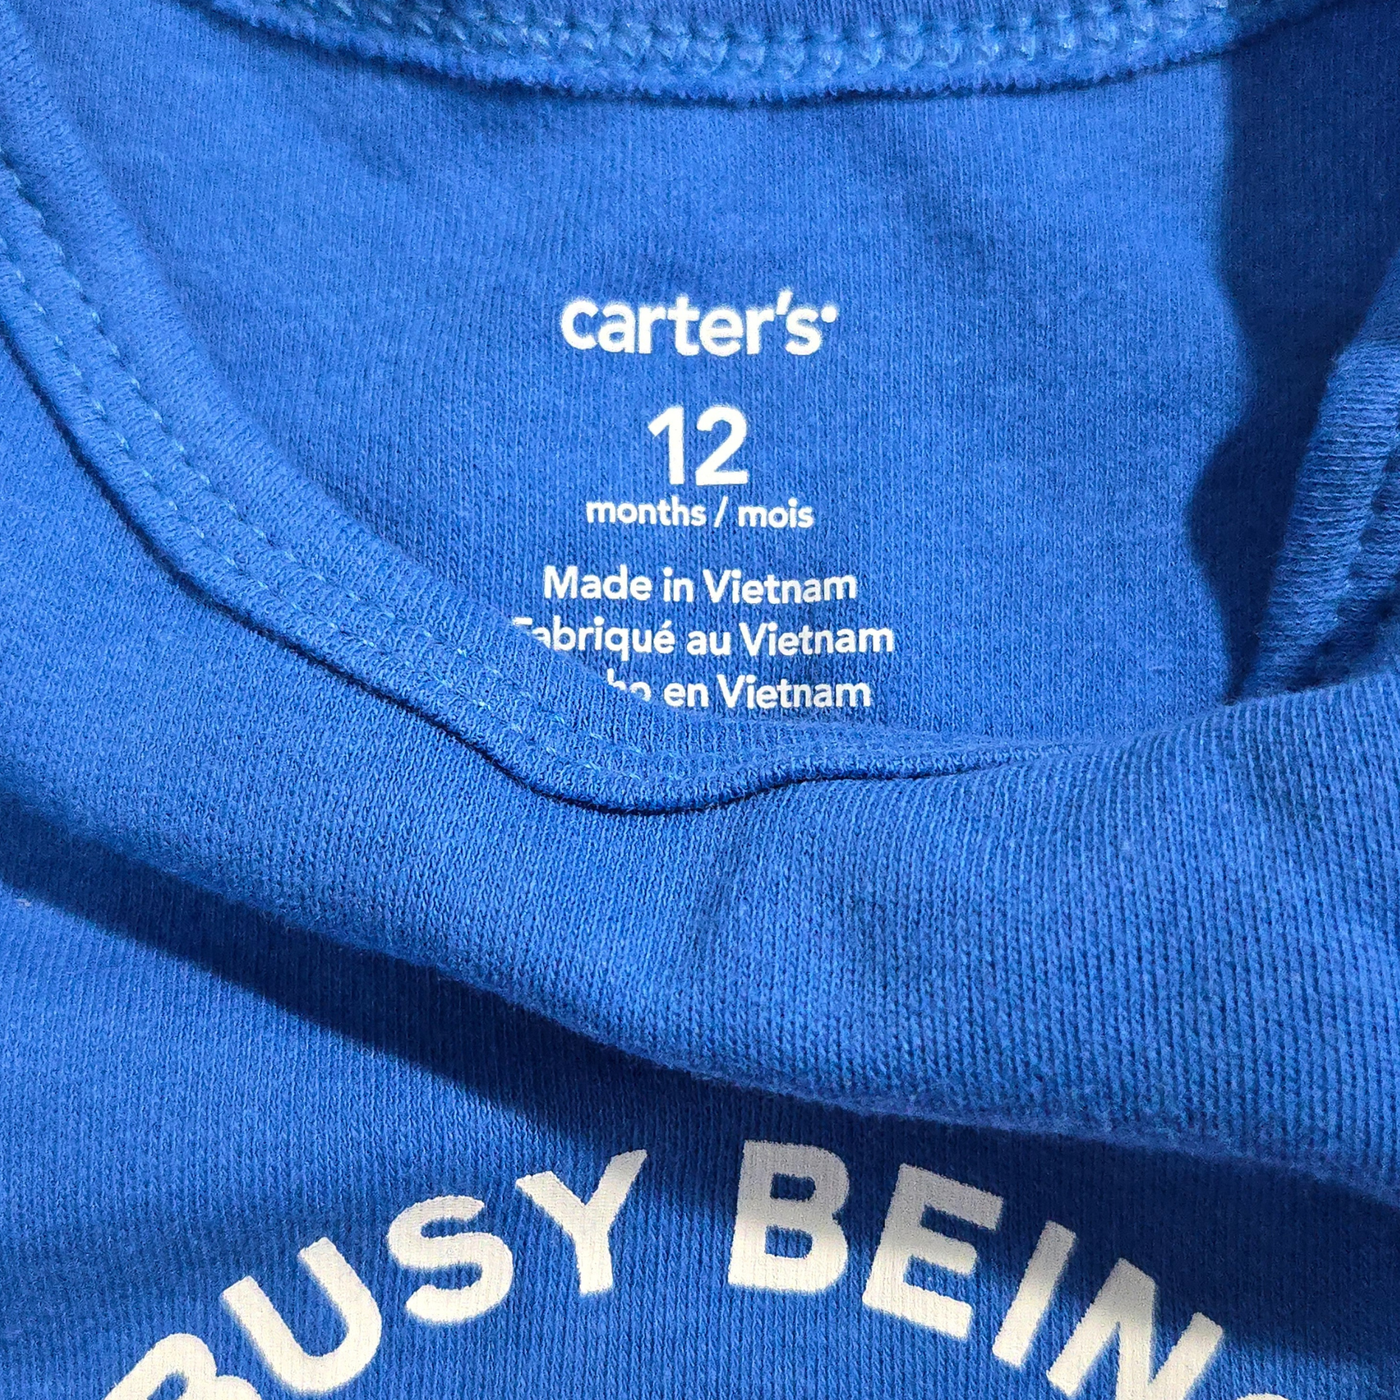 carter's
12
months / mois
Made in Vietnam
Fabriqué au Vietnam
en Vietnam
BUSY BEIN